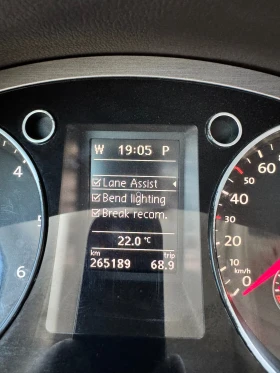 W 19:05 P
Lane Assist
Bend lighting
Break recom.
22.0 °C
km trip
265189 68.9
4
5
6
60
50
40
30
20
10
0
km/h